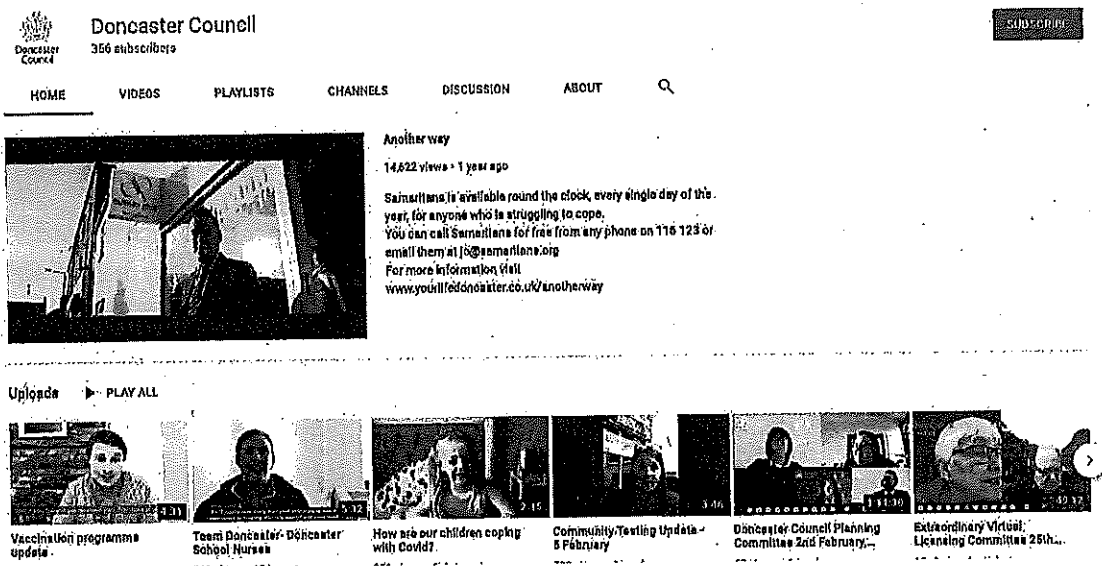 Doncaster Council
356 subscribers
Doncaster
Council
SUBSCRIBE
HOME VIDEOS PLAYLISTS CHANNELS DISCUSSION ABOUT
Another way
14,622 views • 1 year ago
Samaritans is available round the clock, every single day of the
year, for anyone who is struggling to cope.
You can call Samaritans for free from any phone on 116 123 or
email them at jo@samaritans.org
For more information visit
www.yourlifedoncaster.co.uk/anotherway
Uploads PLAY ALL
4:31
5:32
2:15
3:46
Vaccination programme
update
Team Doncaster- Doncaster
School Nurses
How are our children coping
with Covid?
Community Testing Update -
5 February
Doncaster Council Planning
Committee 2nd February,...
Extraordinary Virtual
Licensing Committee 25th...